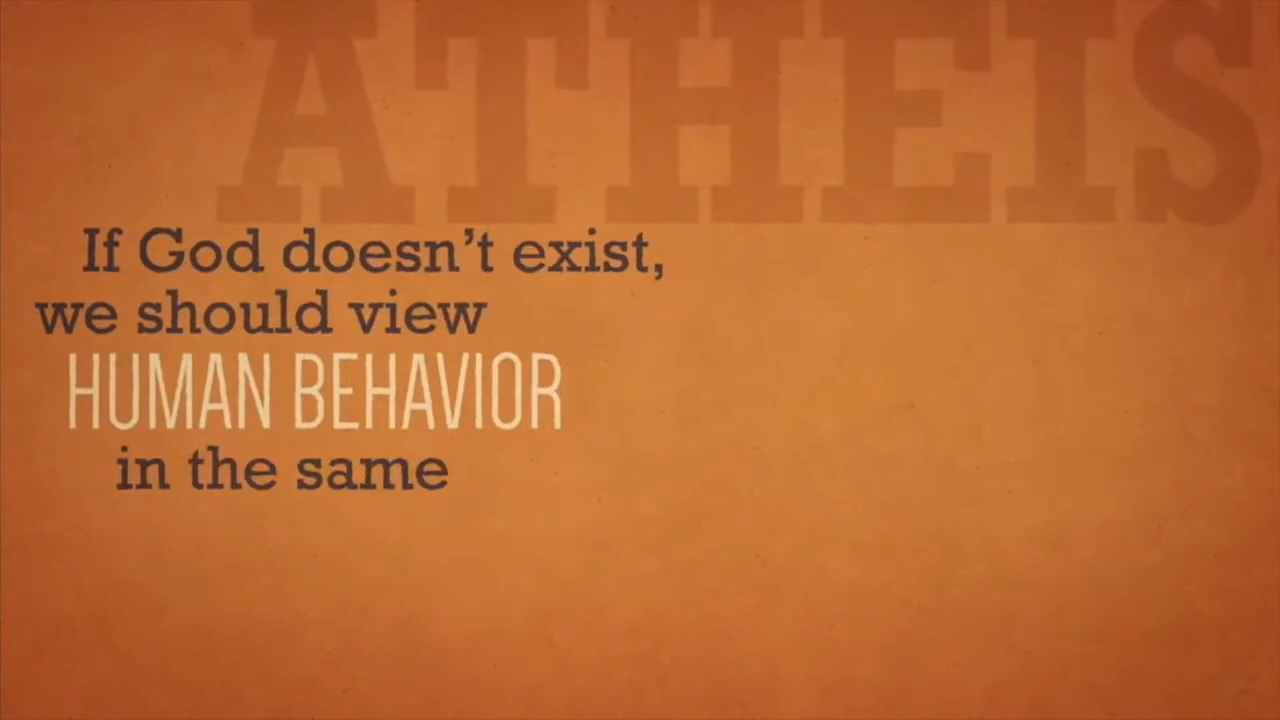 ATHEIS
If God doesn't exist,
we should view
HUMAN BEHAVIOR
in the same